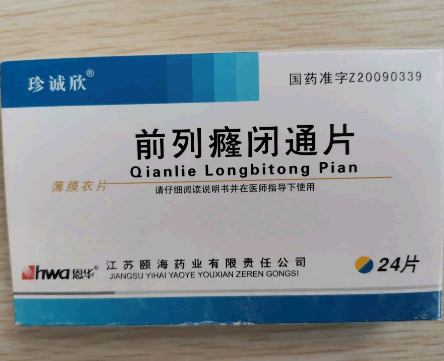 珍诚欣®
国药准字Z20090339
前列癃闭通片
Qianlie Longbitong Pian
薄膜衣片
请仔细阅读说明书并在医师指导下使用
hwa 恩华®
江苏颐海药业有限责任公司
JIANGSU YIHAI YAOYE YOUXIAN ZEREN GONGSI
24片